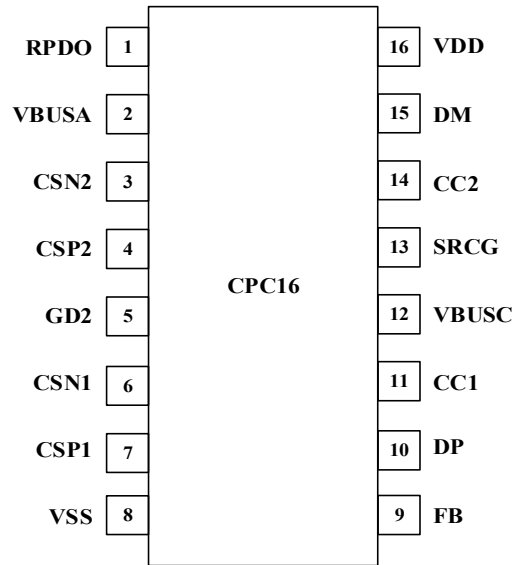 RPDO 1 16 VDD
VBUSA 2 15 DM
CSN2 3 14 CC2
CSP2 4 13 SRCG
CPC16
GD2 5 12 VBUSC
CSN1 6 11 CC1
CSP1 7 10 DP
VSS 8 9 FB